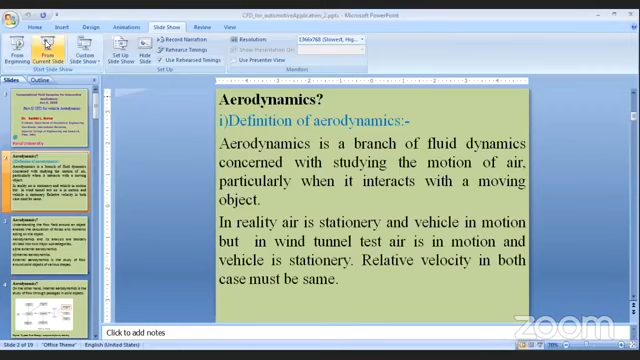 CFD_for_automotiveApplication_2.pptx - Microsoft PowerPoint
Home Insert Design Animations Slide Show Review View
From Beginning
From Current Slide
Custom Slide Show
Start Slide Show
Set Up Slide Show
Hide Slide
Record Narration
Rehearse Timings
Use Rehearsed Timings
Set Up
Resolution: 1366x768 (Slowest, Hig...
Show Presentation On:
Use Presenter View
Monitors
Slides Outline
Aerodynamics?
i)Definition of aerodynamics:-
Aerodynamics is a branch of fluid dynamics
concerned with studying the motion of air,
particularly when it interacts with a moving
object.
In reality air is stationery and vehicle in motion
but in wind tunnel test air is in motion and
vehicle is stationery. Relative velocity in both
case must be same.
Click to add notes
Slide 2 of 19 "Office Theme" English (United States)
70%
zoom